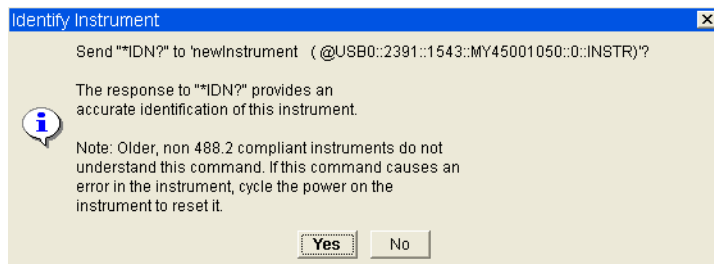 Identify Instrument
Send "*IDN?" to 'newInstrument ( @USB0::2391::1543::MY45001050::0::INSTR)'?
The response to "*IDN?" provides an
accurate identification of this instrument.
Note: Older, non 488.2 compliant instruments do not
understand this command. If this command causes an
error in the instrument, cycle the power on the
instrument to reset it.
Yes No